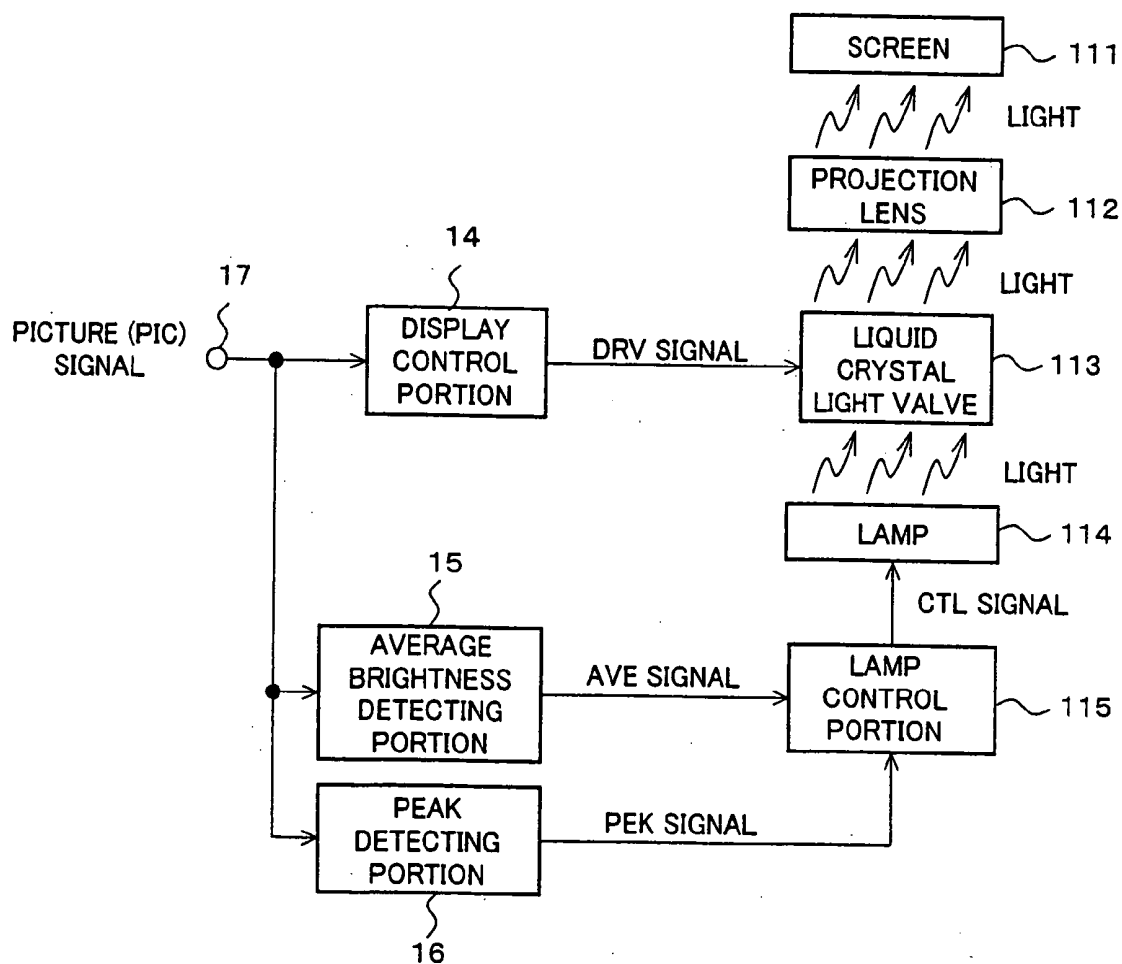 SCREEN
111
LIGHT
PROJECTION
LENS
112
14
17
LIGHT
PICTURE (PIC)
SIGNAL
DISPLAY
CONTROL
PORTION
DRV SIGNAL
LIQUID
CRYSTAL
LIGHT VALVE
113
LIGHT
LAMP
114
15
CTL SIGNAL
AVERAGE
BRIGHTNESS
DETECTING
PORTION
AVE SIGNAL
LAMP
CONTROL
PORTION
115
PEAK
DETECTING
PORTION
PEK SIGNAL
16